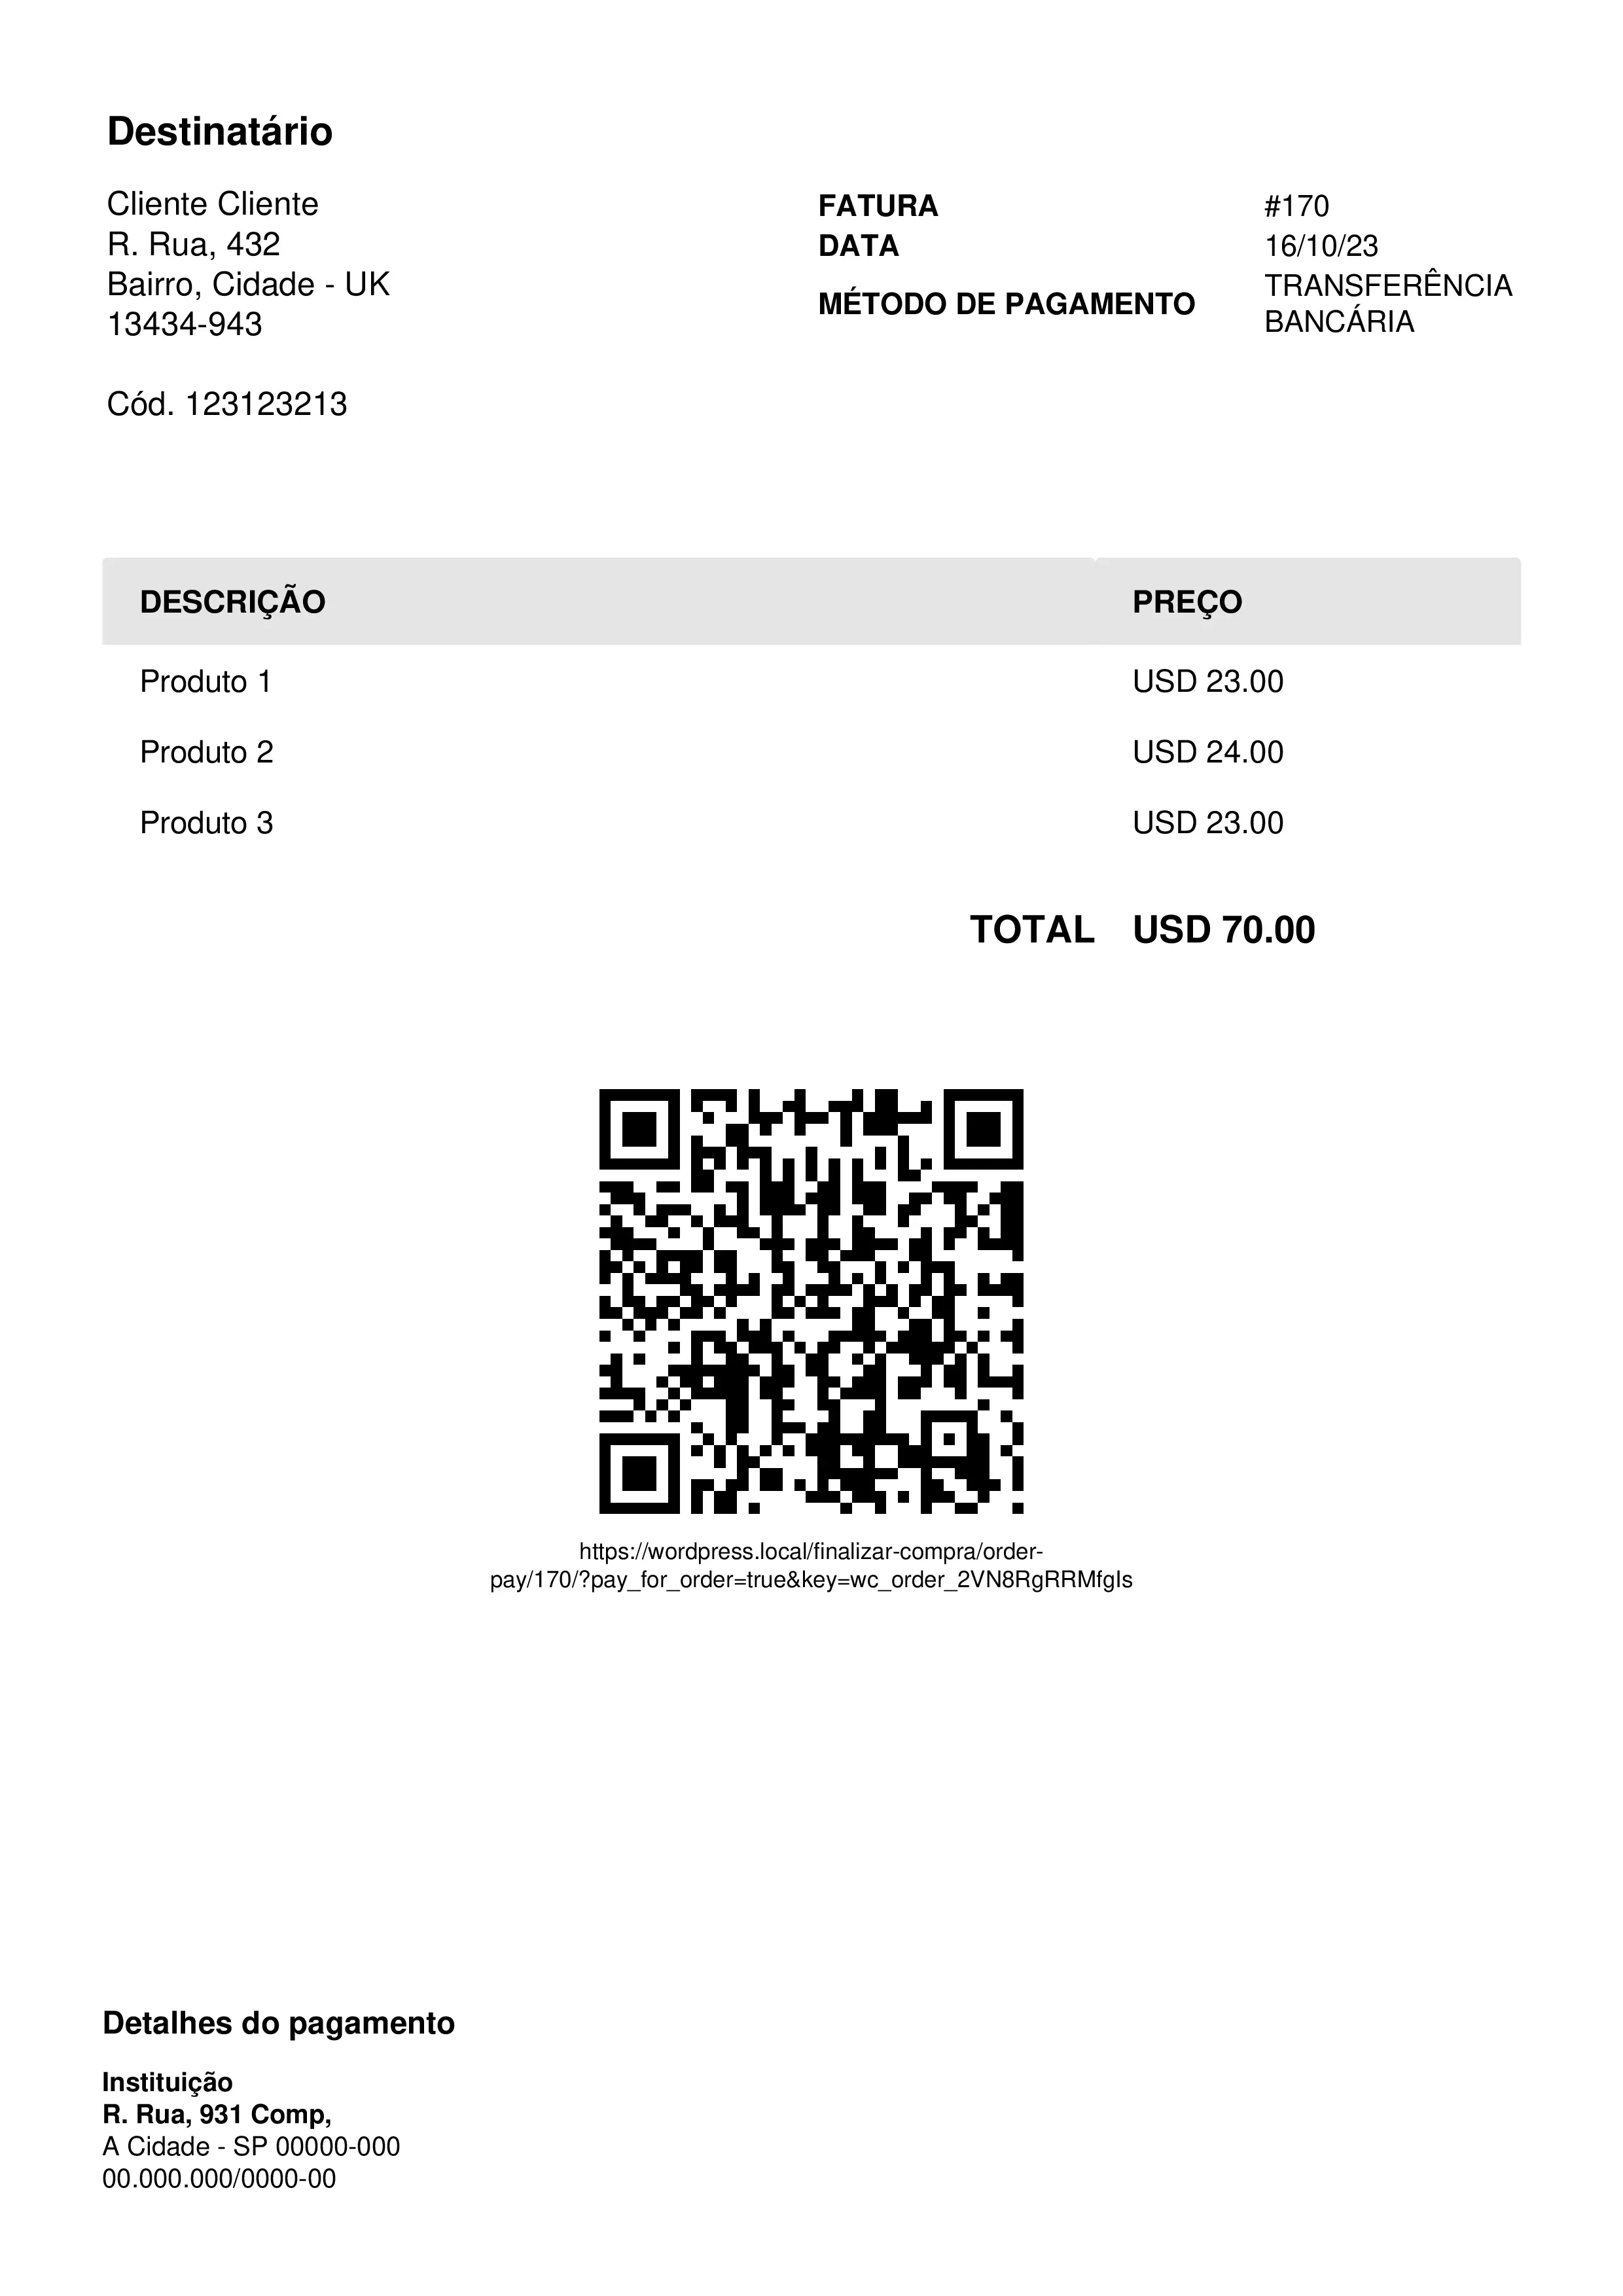 Destinatário
Cliente Cliente
R. Rua, 432
Bairro, Cidade - UK
13434-943
Cód. 123123213
FATURA #170
DATA 16/10/23
MÉTODO DE PAGAMENTO TRANSFERÊNCIA
BANCÁRIA
DESCRIÇÃO PREÇO
Produto 1 USD 23.00
Produto 2 USD 24.00
Produto 3 USD 23.00
TOTAL USD 70.00
https://wordpress.local/finalizar-compra/order-
pay/170/?pay_for_order=true&key=wc_order_2VN8RgRRMfgIs
Detalhes do pagamento
Instituição
R. Rua, 931 Comp,
A Cidade - SP 00000-000
00.000.000/0000-00